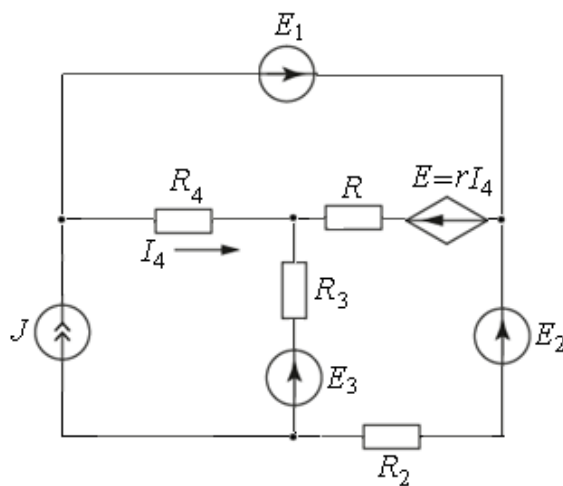 E₁
R₄
R
E=rI₄
I₄
R₃
J
E₂
E₃
R₂